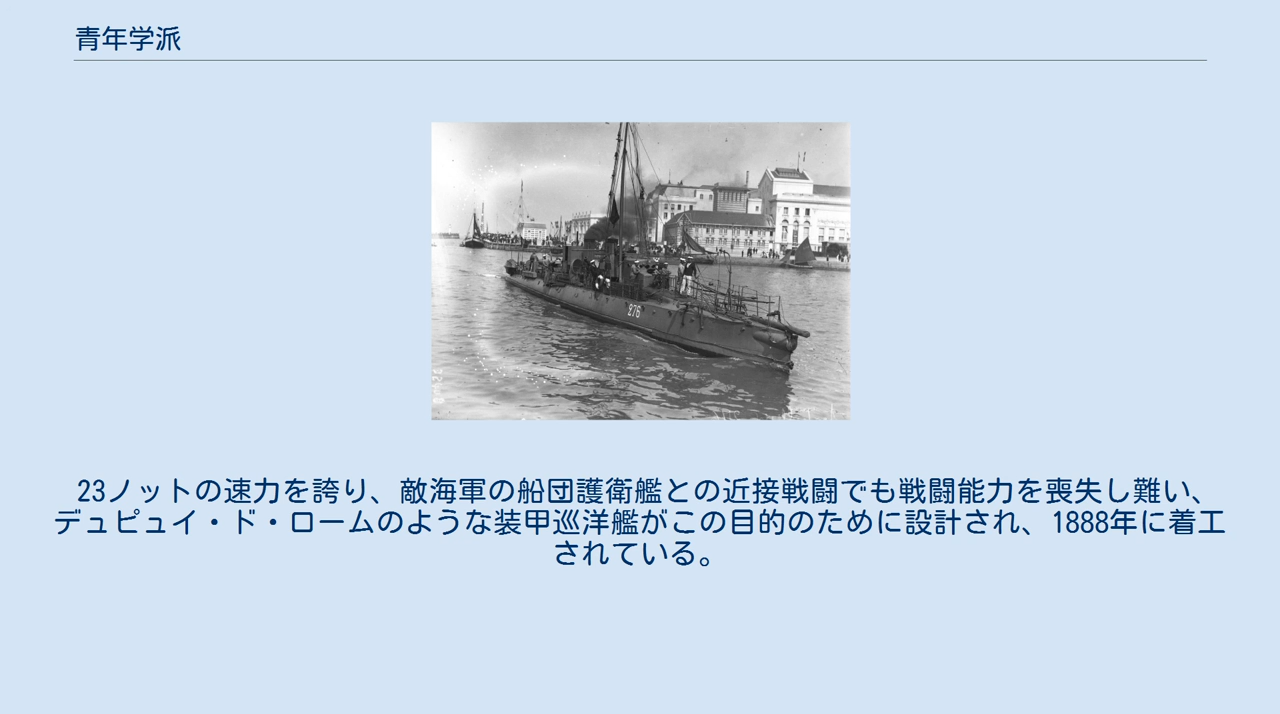 青年学派
276
23ノットの速力を誇り、敵海軍の船団護衛艦との近接戦闘でも戦闘能力を喪失し難い、
デュピュイ・ド・ロームのような装甲巡洋艦がこの目的のために設計され、1888年に着工
されている。